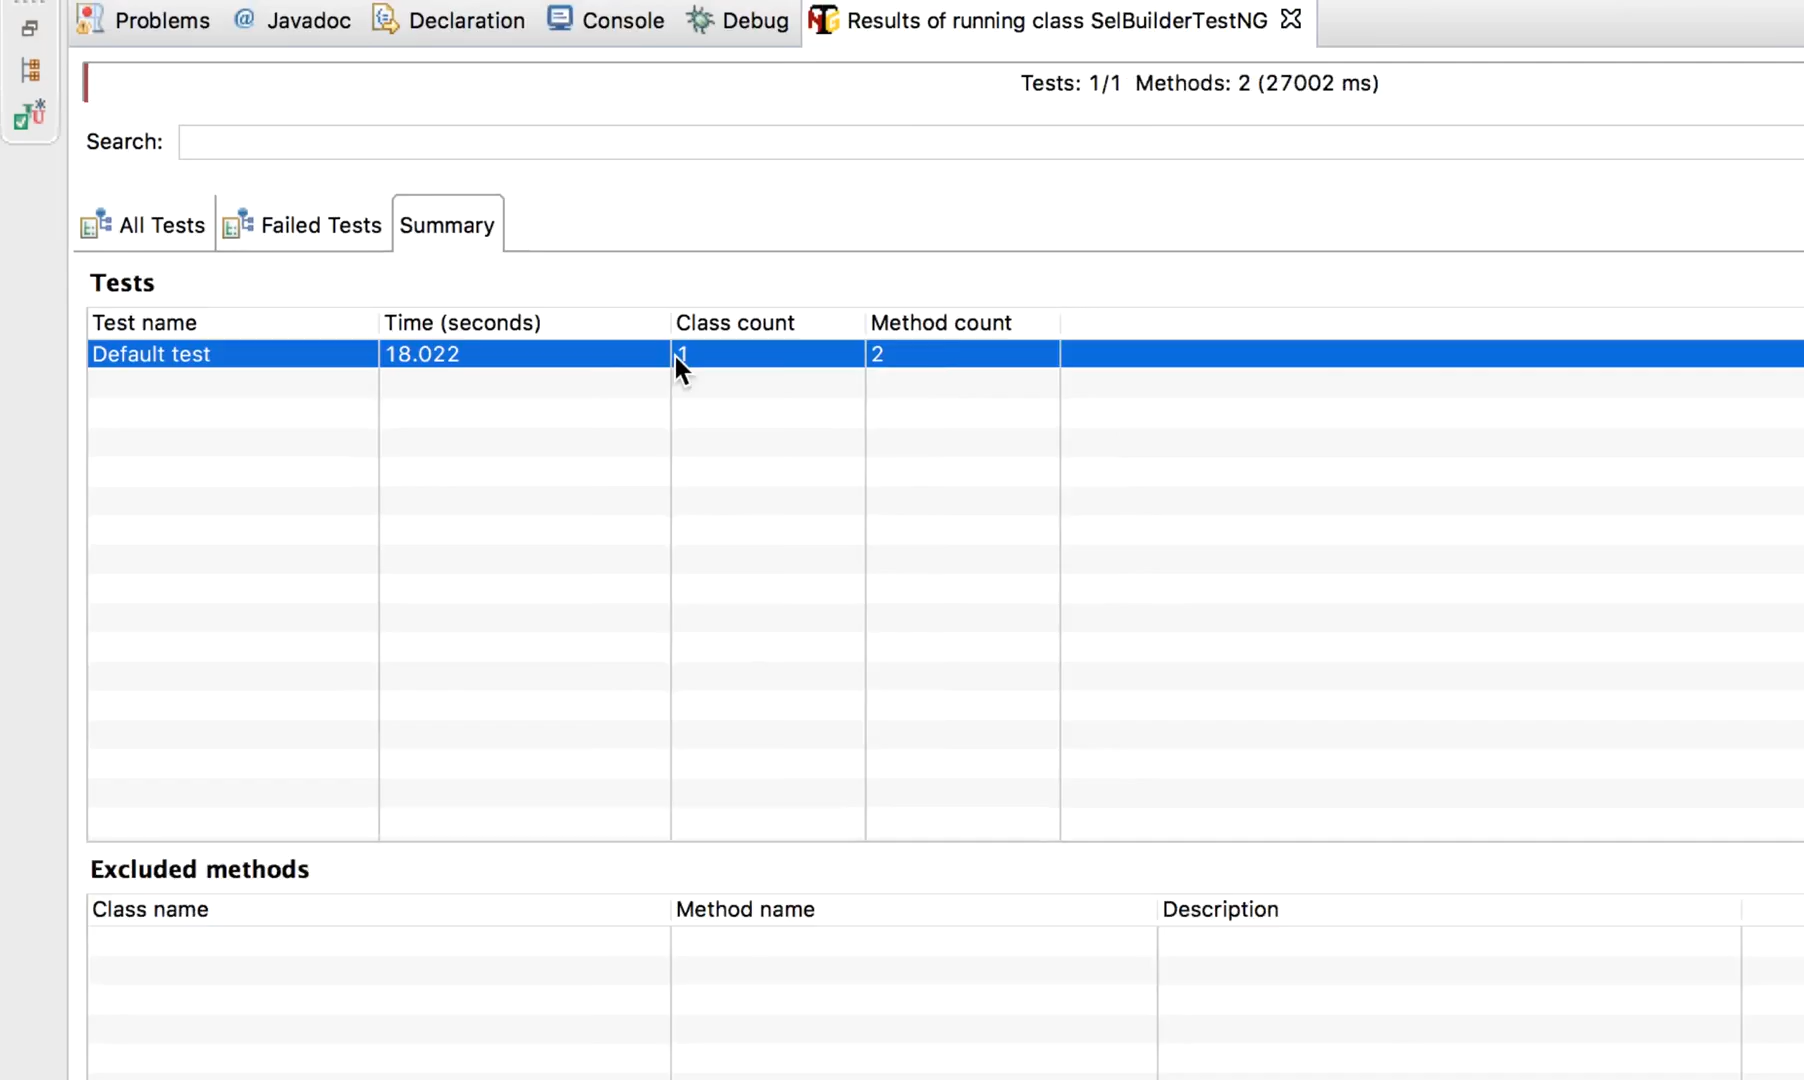 Problems @ Javadoc Declaration Console Debug Results of running class SelBuilderTestNG
Tests: 1/1 Methods: 2 (27002 ms)
Search:
All Tests Failed Tests Summary
Tests
Test name Time (seconds) Class count Method count
Default test 18.022 1 2
Excluded methods
Class name Method name Description